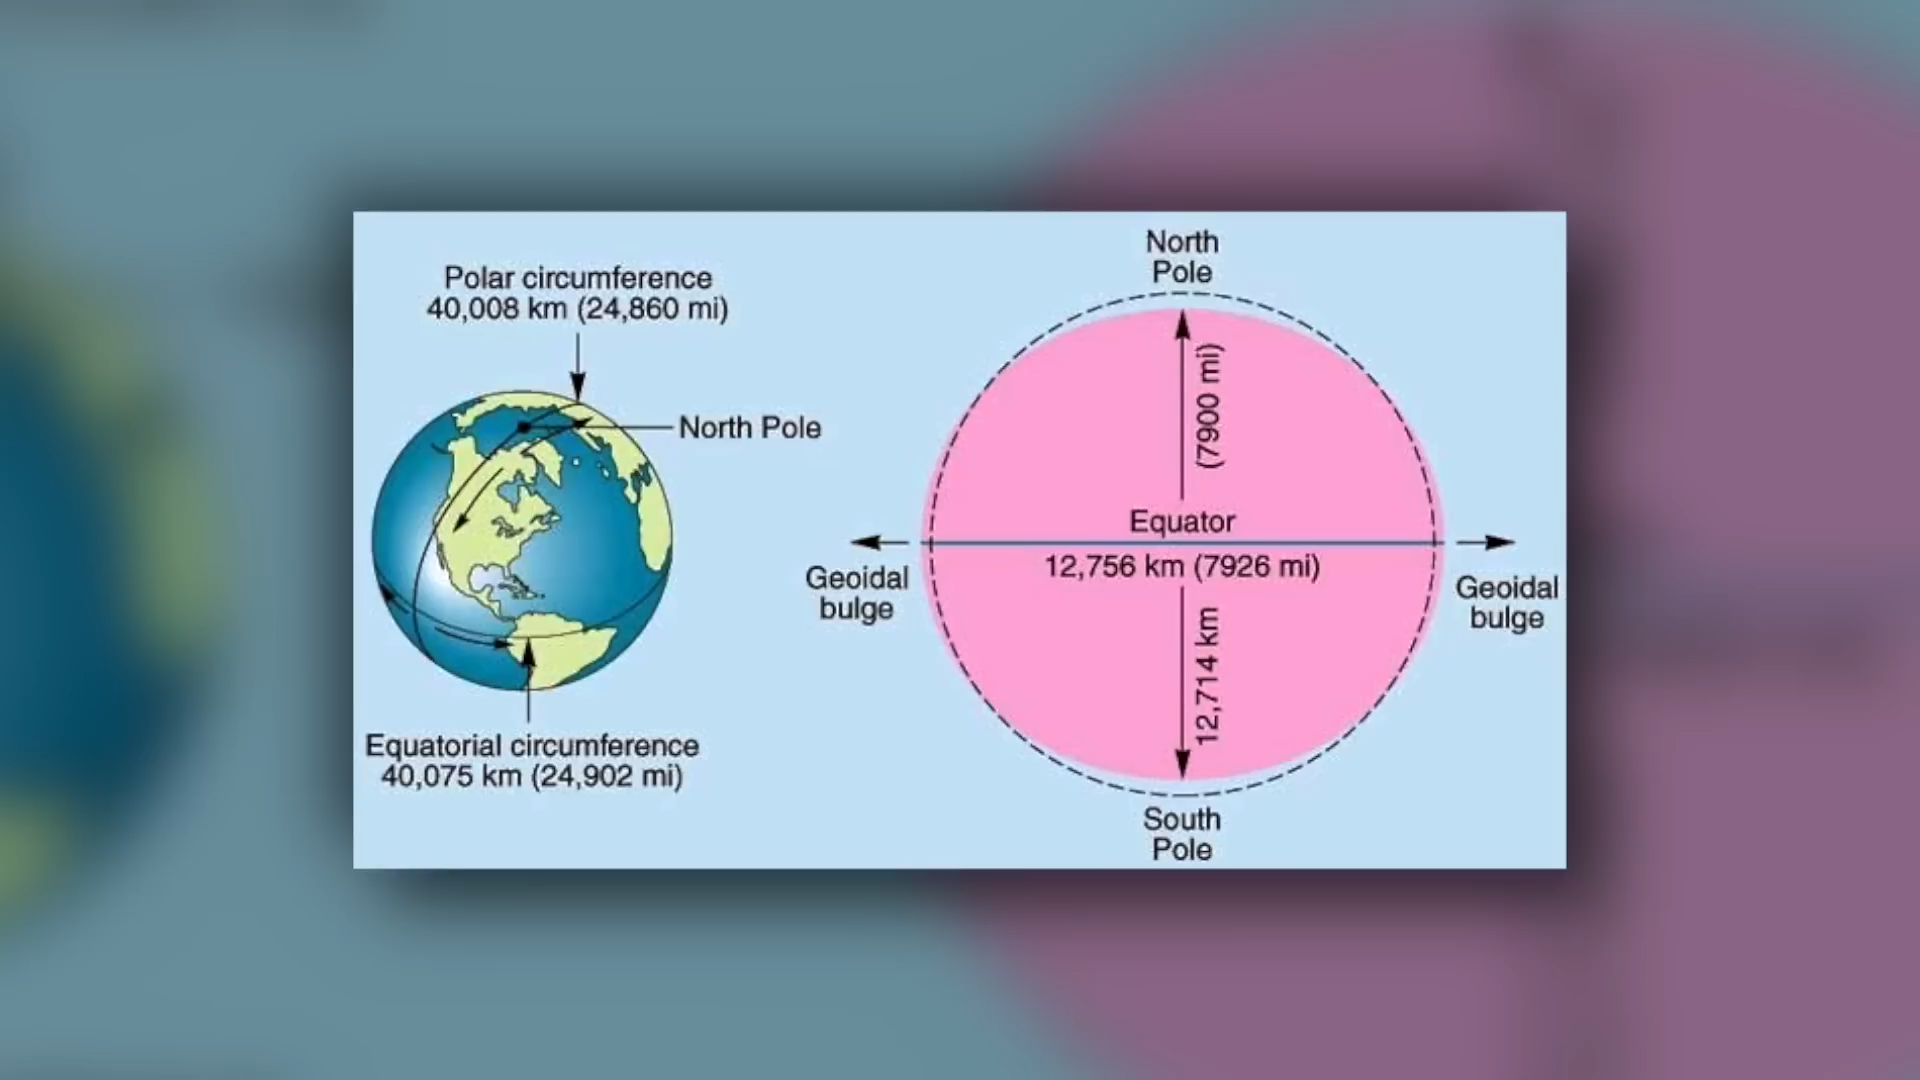 Polar circumference
40,008 km (24,860 mi)
North Pole
Equatorial circumference
40,075 km (24,902 mi)
North
Pole
(7900 mi)
Equator
12,756 km (7926 mi)
12,714 km
Geoidal
bulge
Geoidal
bulge
South
Pole